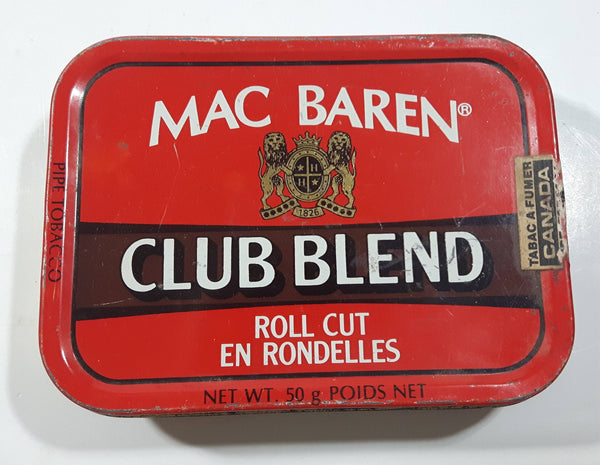 MAC BAREN®
1826
CLUB BLEND
ROLL CUT
EN RONDELLES
NET WT. 50 g POIDS NET
PIPE TOBACCO
TABAC A FUMER
CANADA